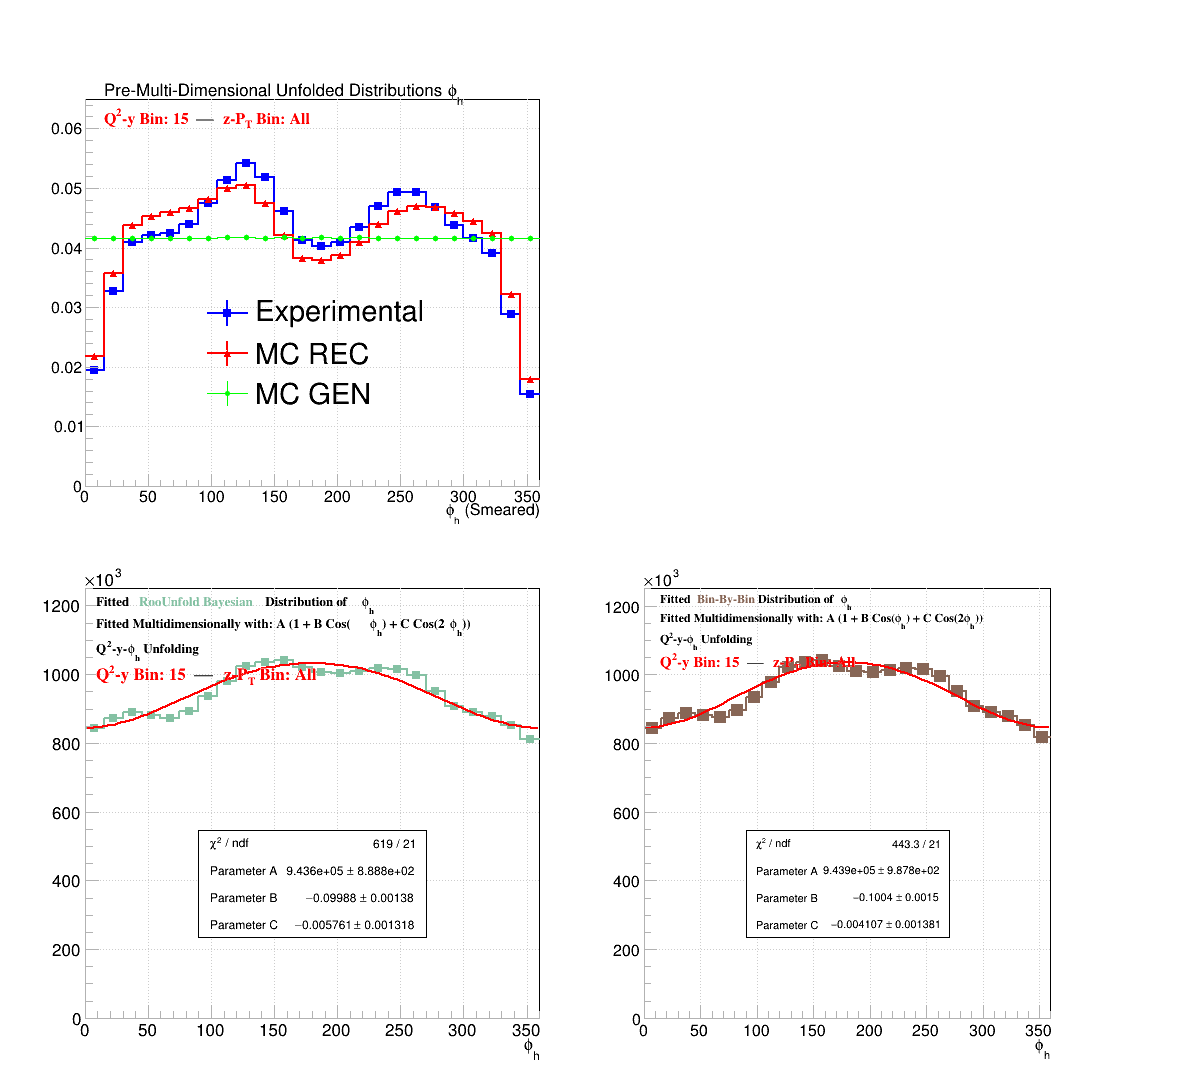 Pre-Multi-Dimensional Unfolded Distributions ϕh
Q2-y Bin: 15 — z-PT Bin: All
0.06
0.05
0.04
0.03
0.02
0.01
0
Experimental
MC REC
MC GEN
0 50 100 150 200 250 300 350
ϕh (Smeared)
×103
Fitted RooUnfold Bayesian Distribution of ϕh
Fitted Multidimensionally with: A (1 + B Cos(ϕh) + C Cos(2 ϕh))
Q2-y-ϕh Unfolding
Q2-y Bin: 15 — z-PT Bin: All
1200
1000
800
600
400
200
0
χ2 / ndf 619 / 21
Parameter A 9.436e+05 ± 8.888e+02
Parameter B −0.09988 ± 0.00138
Parameter C −0.005761 ± 0.001318
0 50 100 150 200 250 300 350
ϕh
×103
Fitted Bin-By-Bin Distribution of ϕh
Fitted Multidimensionally with: A (1 + B Cos(ϕh) + C Cos(2ϕh))
Q2-y-ϕh Unfolding
Q2-y Bin: 15 — z-PT Bin: All
1200
1000
800
600
400
200
0
χ2 / ndf 443.3 / 21
Parameter A 9.439e+05 ± 9.878e+02
Parameter B −0.1004 ± 0.0015
Parameter C −0.004107 ± 0.001381
0 50 100 150 200 250 300 350
ϕh